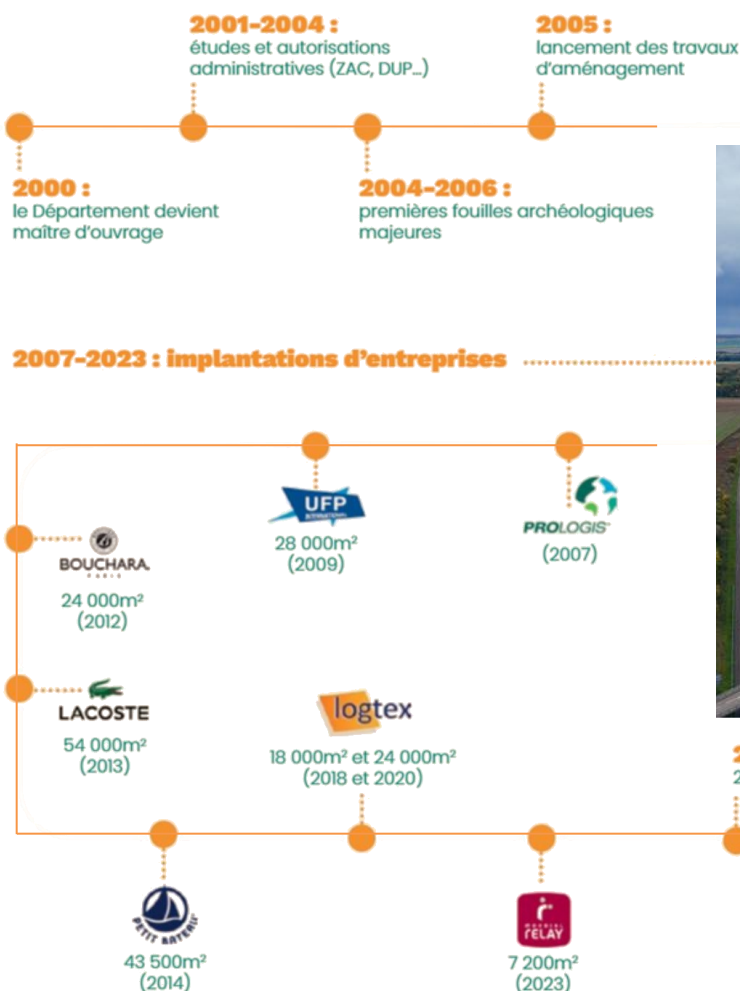 2001-2004 :
études et autorisations
administratives (ZAC, DUP...)
2005 :
lancement des travaux
d'aménagement
2000 :
le Département devient
maître d'ouvrage
2004-2006 :
premières fouilles archéologiques
majeures
2007-2023 : implantations d'entreprises
UFP
INTERNATIONAL
28 000m²
(2009)
PROLOGIS
(2007)
BOUCHARA
PARIS
24 000m²
(2012)
LACOSTE
54 000m²
(2013)
logtex
18 000m² et 24 000m²
(2018 et 2020)
2
2
PETIT BATEAU
43 500m²
(2014)
MONDIAL
RELAY
7 200m²
(2023)